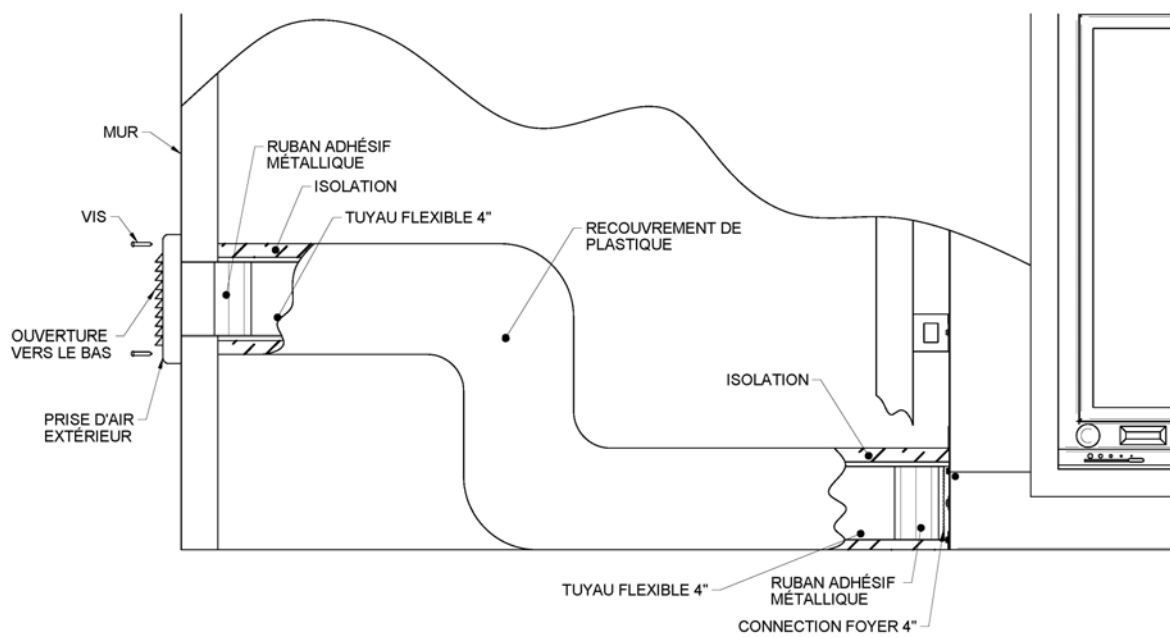 MUR
RUBAN ADHÉSIF
MÉTALLIQUE
ISOLATION
VIS
TUYAU FLEXIBLE 4"
RECOUVREMENT DE
PLASTIQUE
OUVERTURE
VERS LE BAS
PRISE D'AIR
EXTÉRIEUR
ISOLATION
TUYAU FLEXIBLE 4"
RUBAN ADHÉSIF
MÉTALLIQUE
CONNECTION FOYER 4"